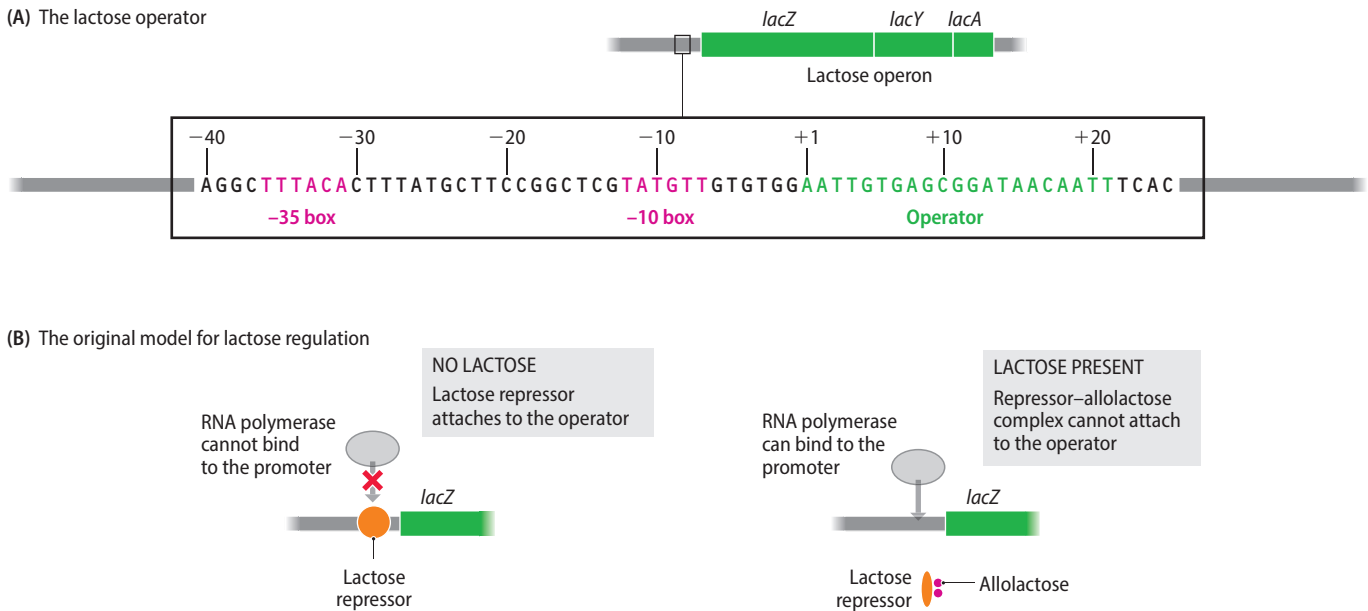 (A) The lactose operator
lacZ lacY lacA
Lactose operon
−40 −30 −20 −10 +1 +10 +20
AGGCTTTACACTTTATGCTTCCGGCTCGTATGTTGTGTGGAATTGTGAGCGGATAACAATTTCAC
–35 box –10 box Operator
(B) The original model for lactose regulation
NO LACTOSE
Lactose repressor
attaches to the operator
RNA polymerase
cannot bind
to the promoter
lacZ
Lactose
repressor
LACTOSE PRESENT
Repressor–allolactose
complex cannot attach
to the operator
RNA polymerase
can bind to the
promoter
lacZ
Lactose
repressor
Allolactose